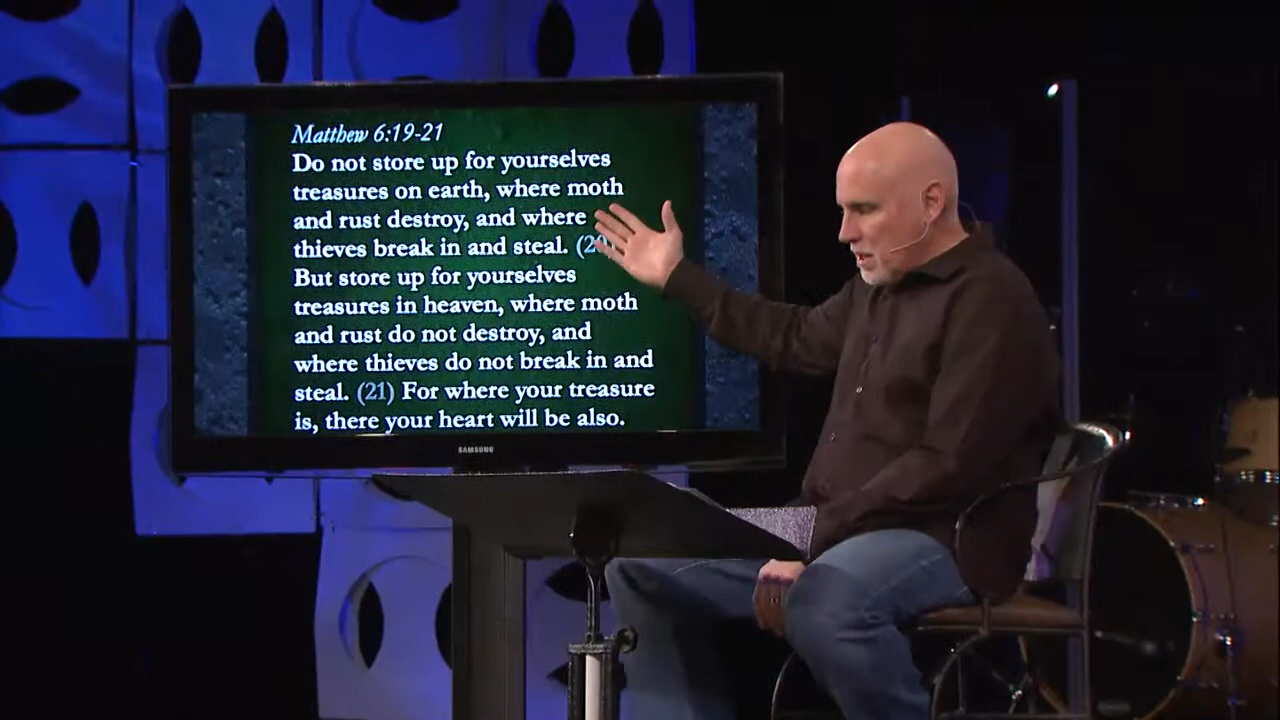 Matthew 6:19-21
Do not store up for yourselves
treasures on earth, where moth
and rust destroy, and where
thieves break in and steal. (20)
But store up for yourselves
treasures in heaven, where moth
and rust do not destroy, and
where thieves do not break in and
steal. (21) For where your treasure
is, there your heart will be also.
SAMSUNG